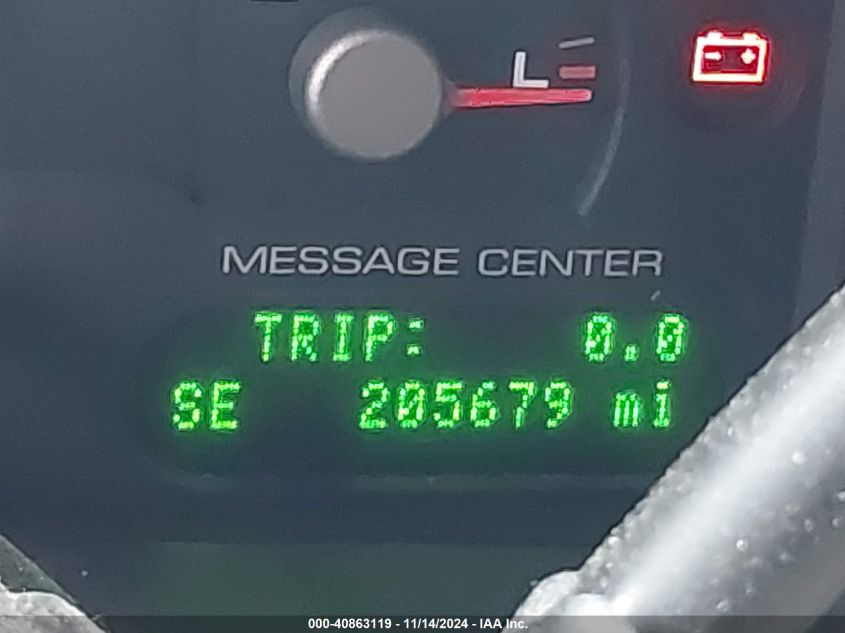 L
- +
MESSAGE CENTER
TRIP: 0.0
SE 205679 mi
000-40863119 - 11/14/2024 - IAA Inc.